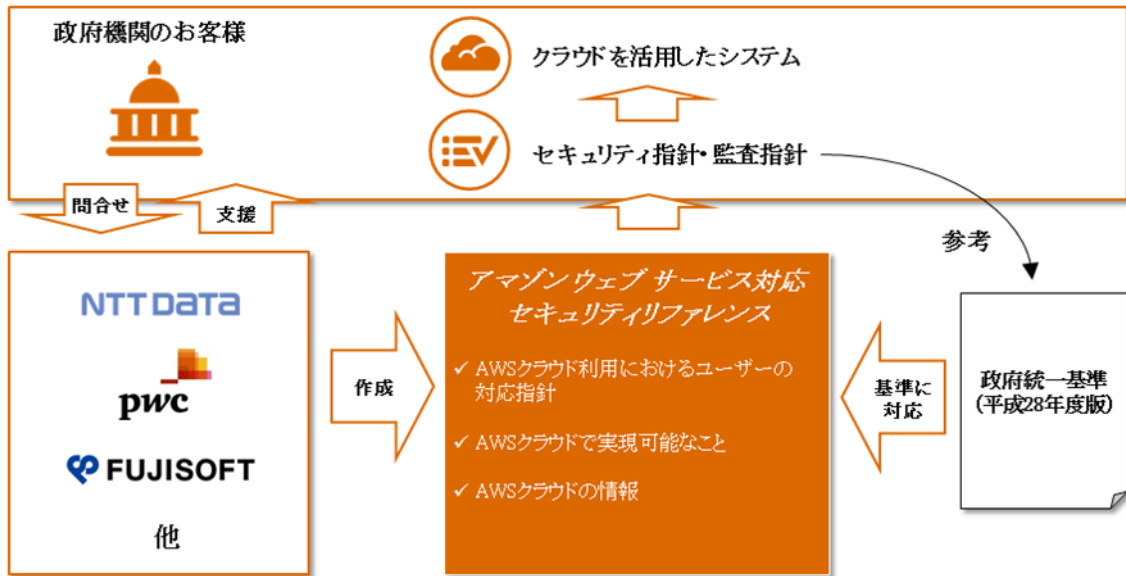 政府機関のお客様
クラウドを活用したシステム
セキュリティ指針・監査指針
問合せ
支援
参考
NTT DATA
pwc
FUJISOFT
他
作成
アマゾン ウェブ サービス対応
セキュリティリファレンス
✓ AWSクラウド利用におけるユーザーの
対応指針
✓ AWSクラウドで実現可能なこと
✓ AWSクラウドの情報
基準に
対応
政府統一基準
(平成28年度版)